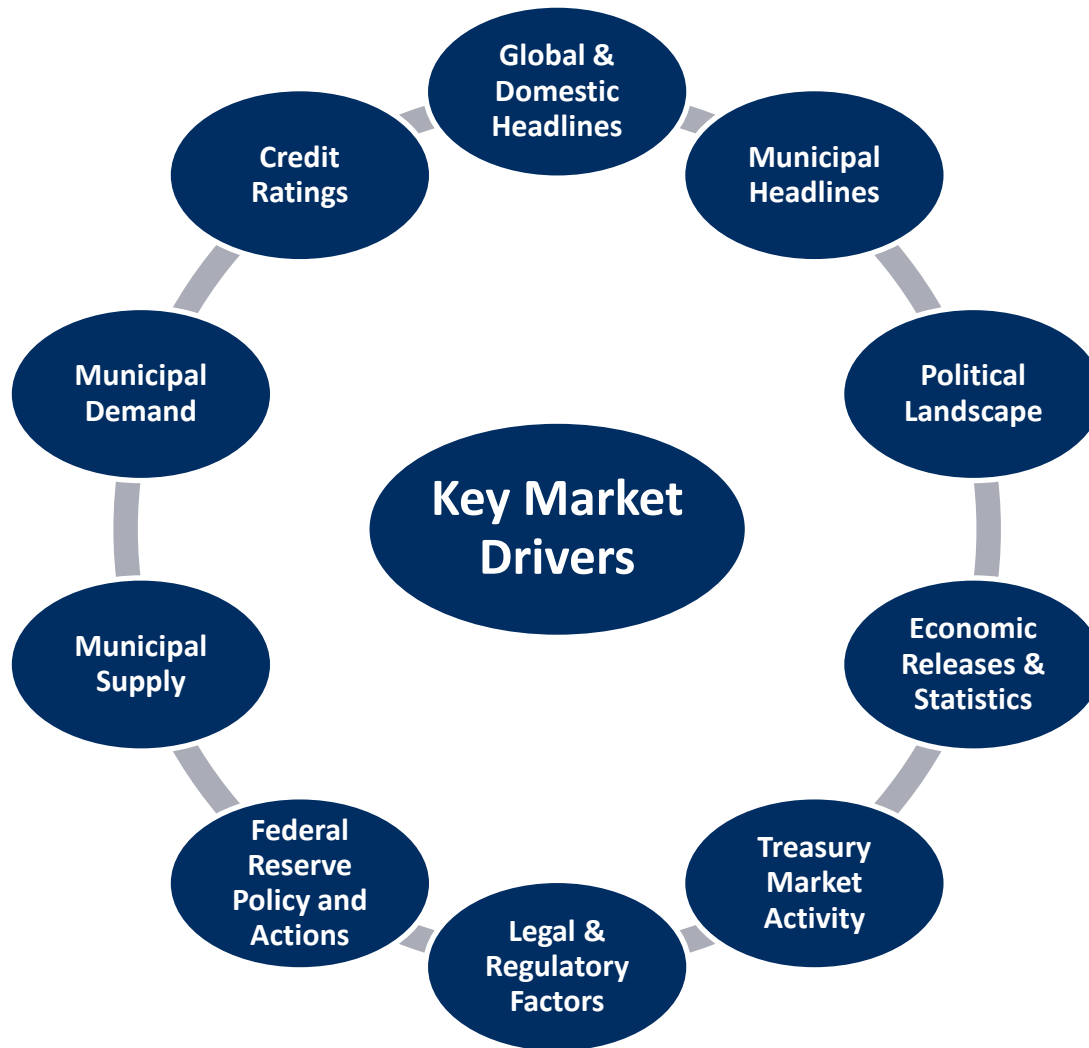 Global &
Domestic
Headlines
Municipal
Headlines
Political
Landscape
Economic
Releases &
Statistics
Treasury
Market
Activity
Legal &
Regulatory
Factors
Federal
Reserve
Policy and
Actions
Municipal
Supply
Municipal
Demand
Credit
Ratings
Key Market
Drivers